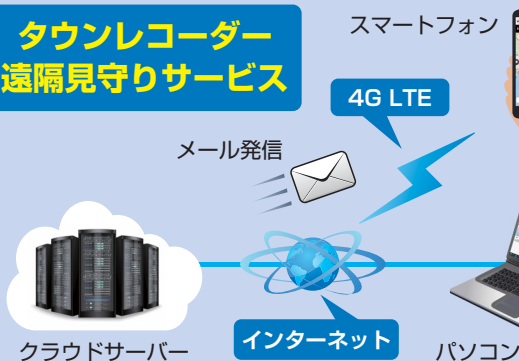 タウンレコーダー
遠隔見守りサービス
スマートフォン
4G LTE
メール発信
クラウドサーバー
インターネット
パソコン